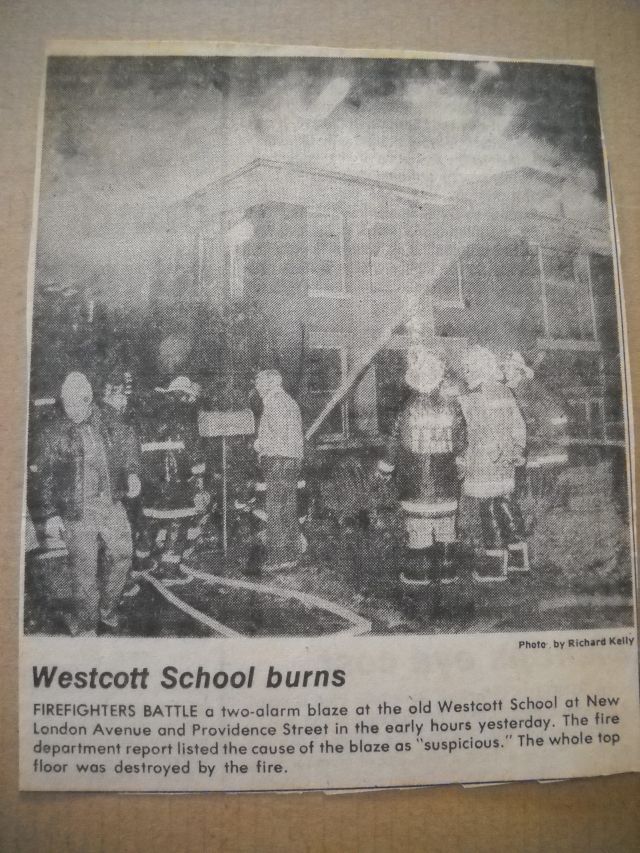 Photo by Richard Kelly
Westcott School burns
FIREFIGHTERS BATTLE a two-alarm blaze at the old Westcott School at New
London Avenue and Providence Street in the early hours yesterday. The fire
department report listed the cause of the blaze as "suspicious." The whole top
floor was destroyed by the fire.